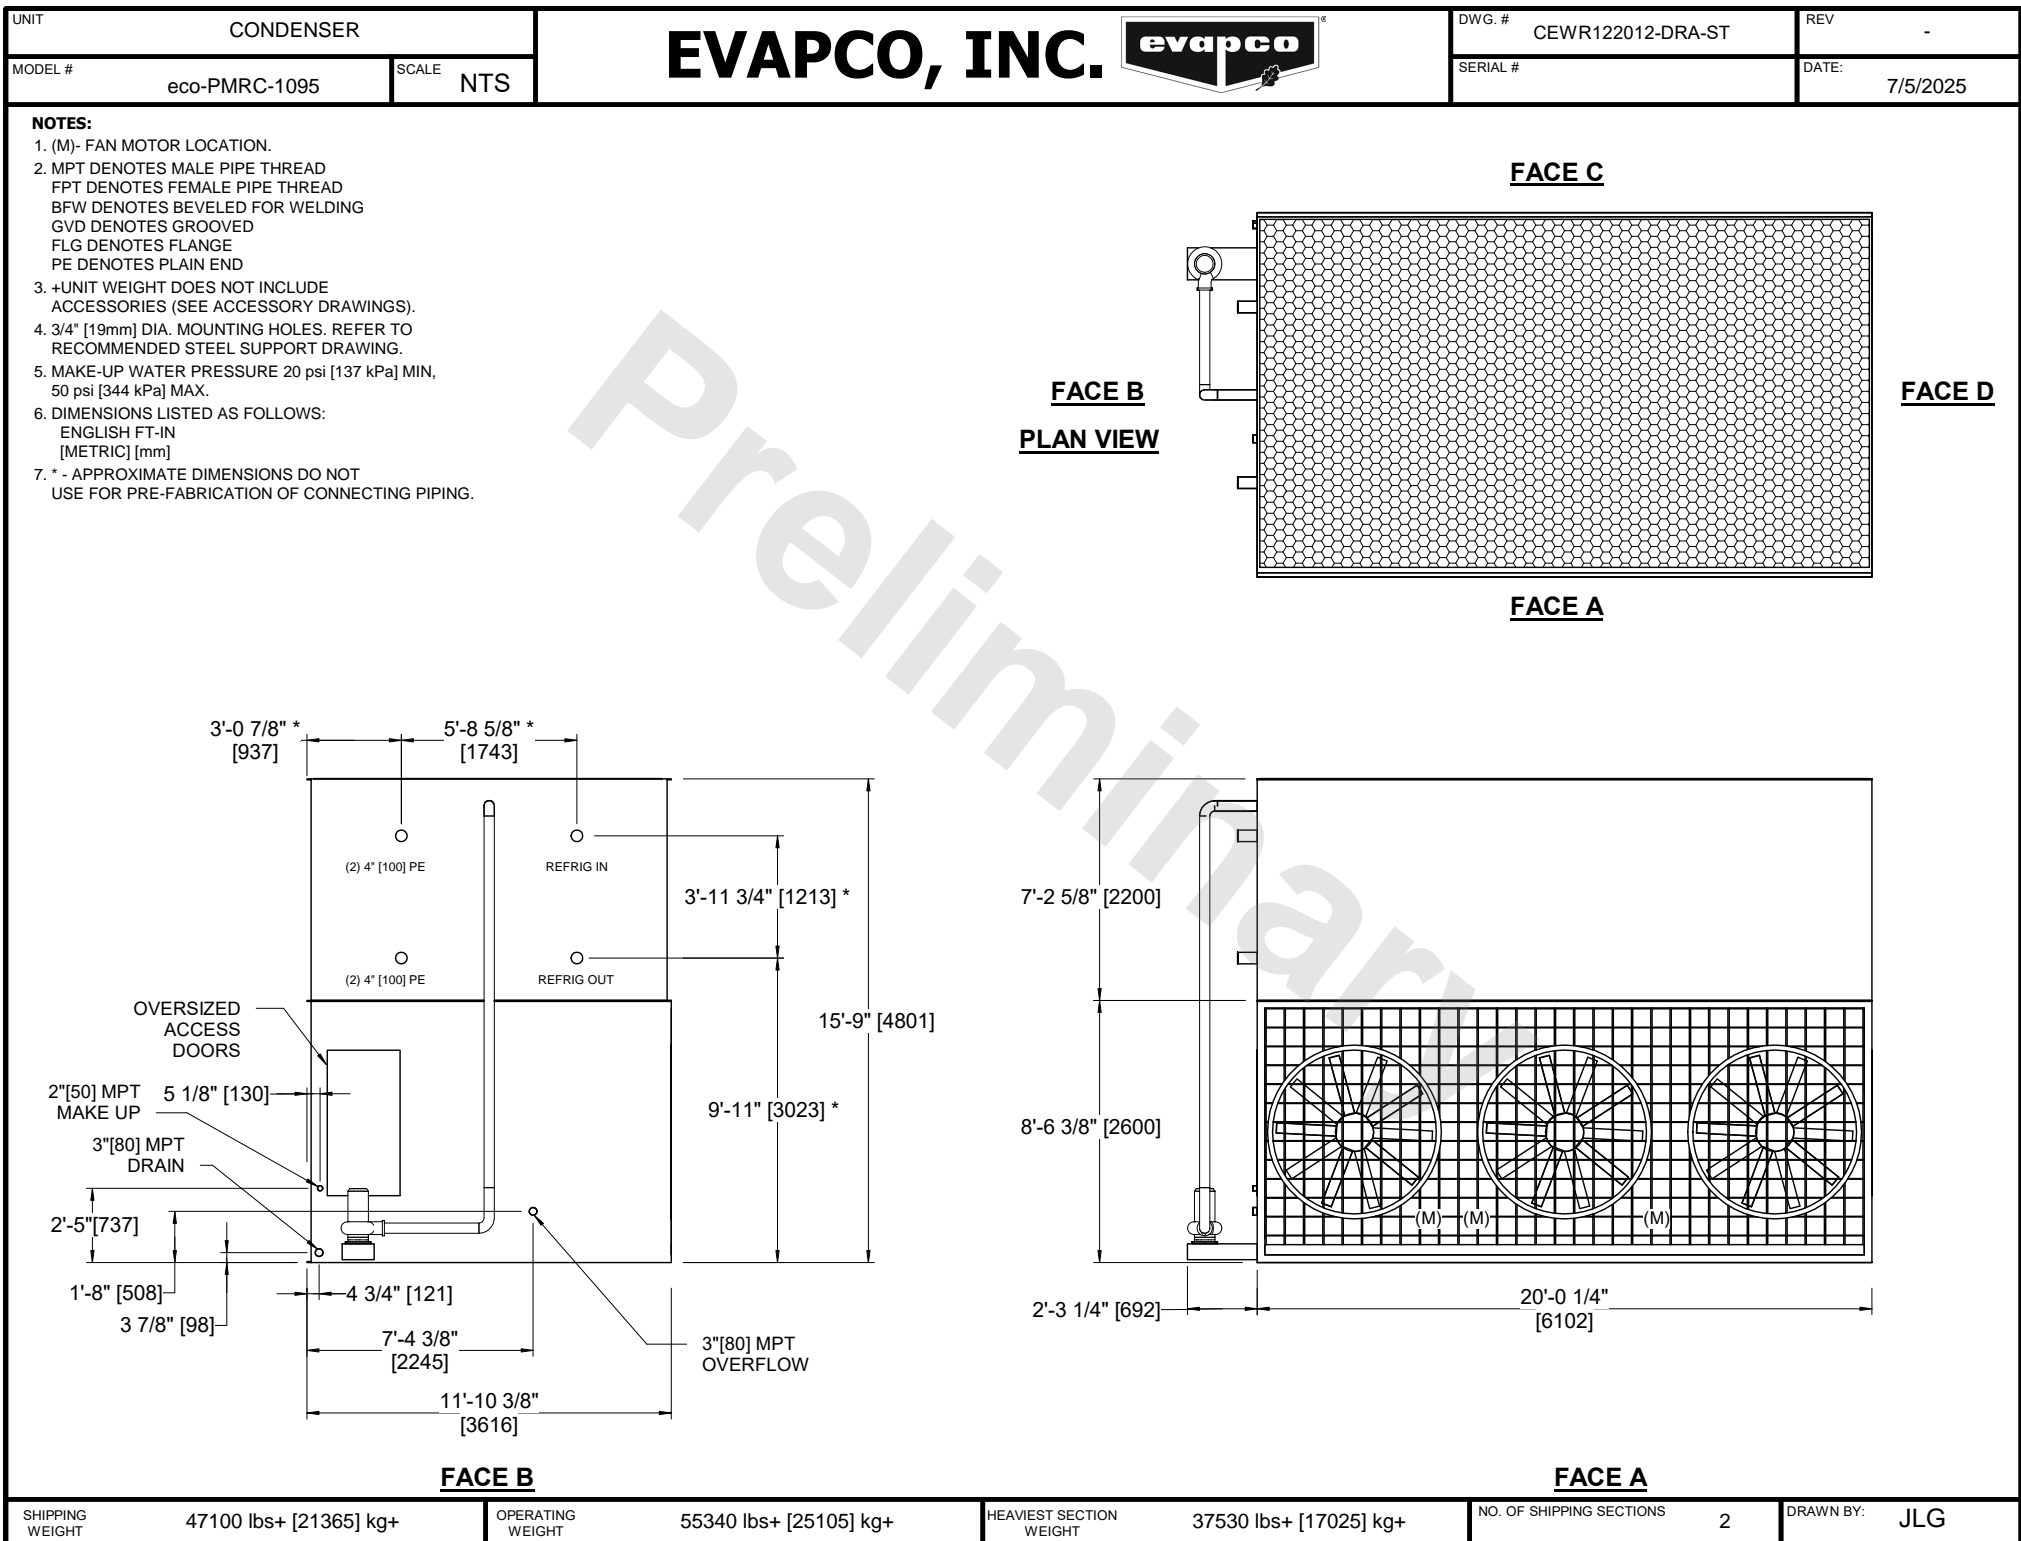 UNIT
CONDENSER
MODEL #
eco-PMRC-1095
SCALE
NTS
EVAPCO, INC.
evapco
®
DWG. #
CEWR122012-DRA-ST
REV
-
SERIAL #
DATE:
7/5/2025
NOTES:
1. (M)- FAN MOTOR LOCATION.
2. MPT DENOTES MALE PIPE THREAD
FPT DENOTES FEMALE PIPE THREAD
BFW DENOTES BEVELED FOR WELDING
GVD DENOTES GROOVED
FLG DENOTES FLANGE
PE DENOTES PLAIN END
3. +UNIT WEIGHT DOES NOT INCLUDE
ACCESSORIES (SEE ACCESSORY DRAWINGS).
4. 3/4" [19mm] DIA. MOUNTING HOLES. REFER TO
RECOMMENDED STEEL SUPPORT DRAWING.
5. MAKE-UP WATER PRESSURE 20 psi [137 kPa] MIN,
50 psi [344 kPa] MAX.
6. DIMENSIONS LISTED AS FOLLOWS:
ENGLISH FT-IN
[METRIC] [mm]
7. * - APPROXIMATE DIMENSIONS DO NOT
USE FOR PRE-FABRICATION OF CONNECTING PIPING.
Preliminary
FACE C
FACE B
FACE D
PLAN VIEW
FACE A
3'-0 7/8" *
[937]
5'-8 5/8" *
[1743]
(2) 4" [100] PE
REFRIG IN
3'-11 3/4" [1213] *
(2) 4" [100] PE
REFRIG OUT
OVERSIZED
ACCESS
DOORS
15'-9" [4801]
2"[50] MPT
MAKE UP
5 1/8" [130]
9'-11" [3023] *
3"[80] MPT
DRAIN
2'-5"[737]
1'-8" [508]
4 3/4" [121]
3 7/8" [98]
7'-4 3/8"
[2245]
3"[80] MPT
OVERFLOW
11'-10 3/8"
[3616]
FACE B
7'-2 5/8" [2200]
8'-6 3/8" [2600]
(M) (M) (M)
2'-3 1/4" [692]
20'-0 1/4"
[6102]
FACE A
SHIPPING
WEIGHT
47100 lbs+ [21365] kg+
OPERATING
WEIGHT
55340 lbs+ [25105] kg+
HEAVIEST SECTION
WEIGHT
37530 lbs+ [17025] kg+
NO. OF SHIPPING SECTIONS
2
DRAWN BY:
JLG